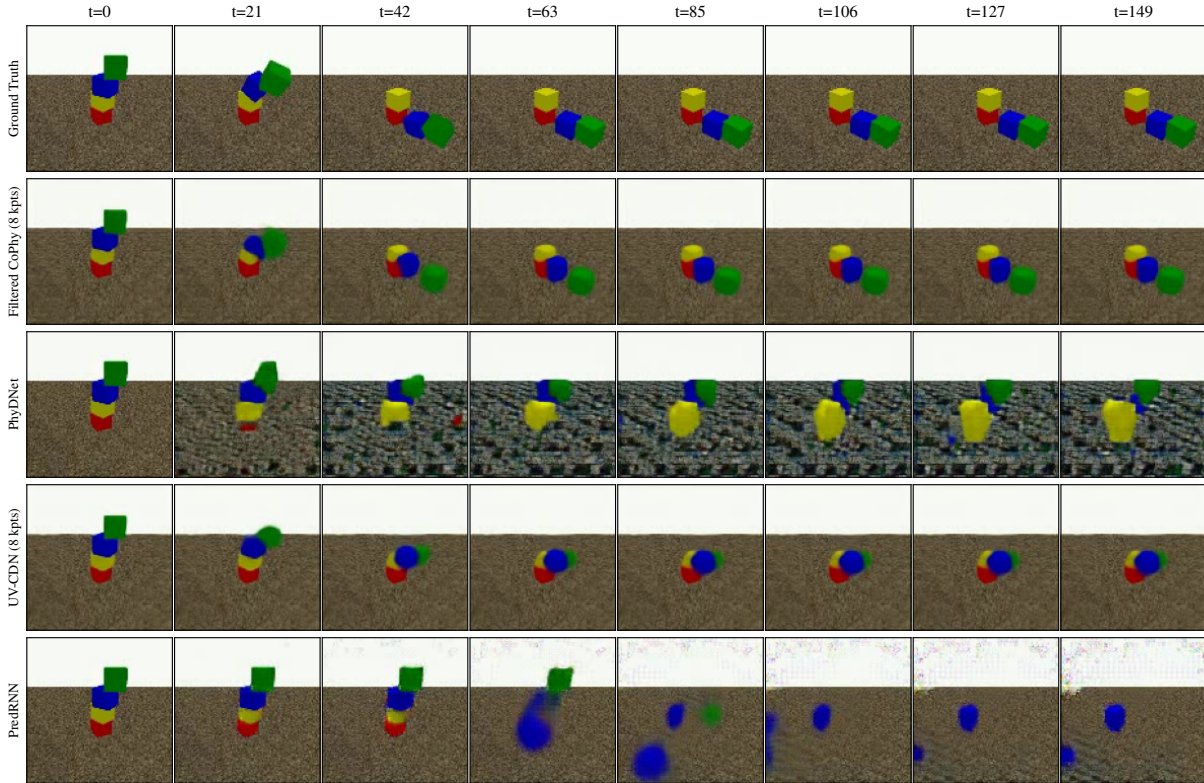 t=0 t=21 t=42 t=63 t=85 t=106 t=127 t=149
Ground Truth
Filtered CoPhy (8 kpts)
PhyDNet
UV-CDN (8 kpts)
PredRNN